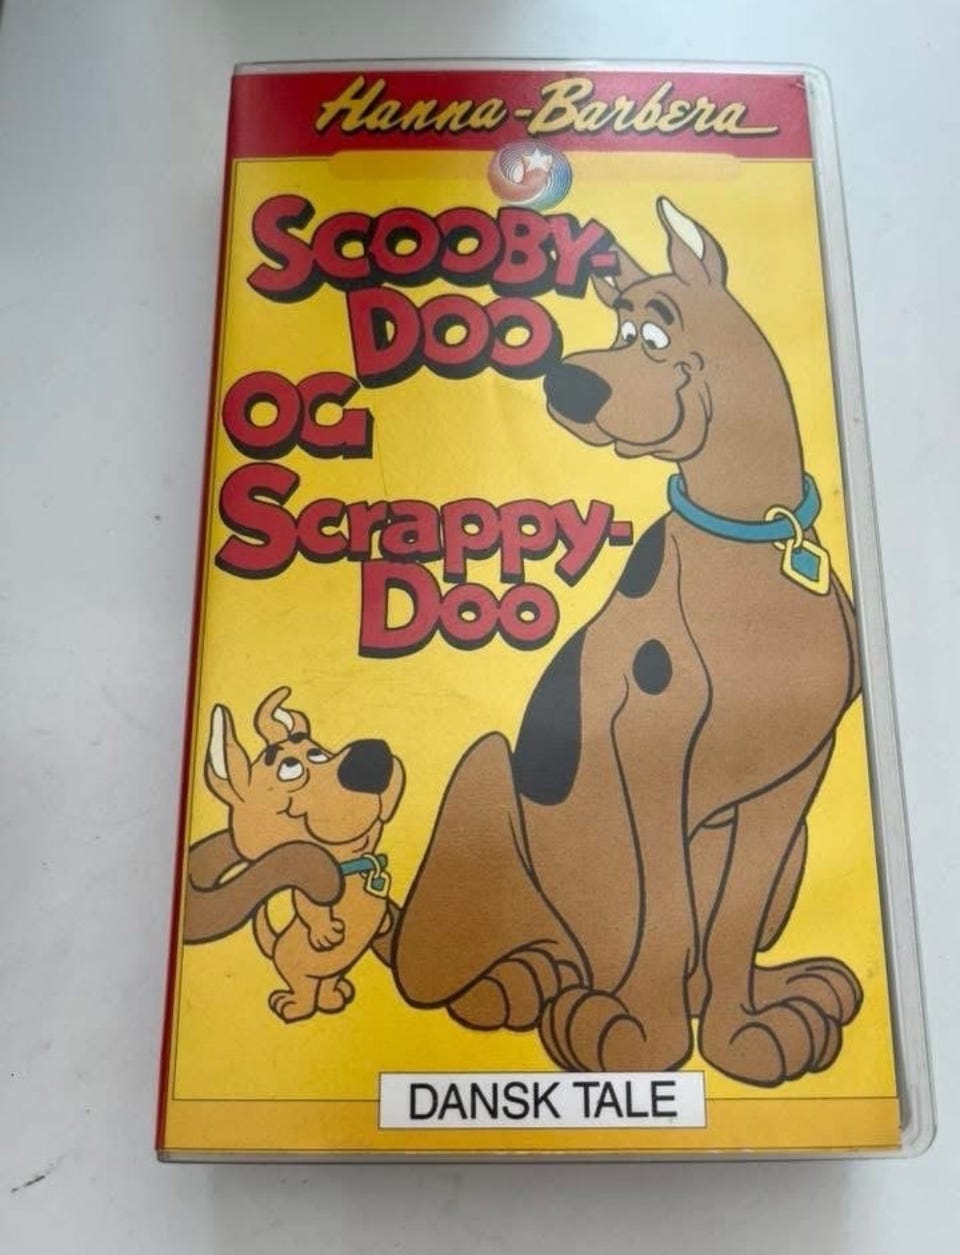 Hanna-Barbera
SCOOBY-
DOO
OG
SCRAPPY-
DOO
DANSK TALE